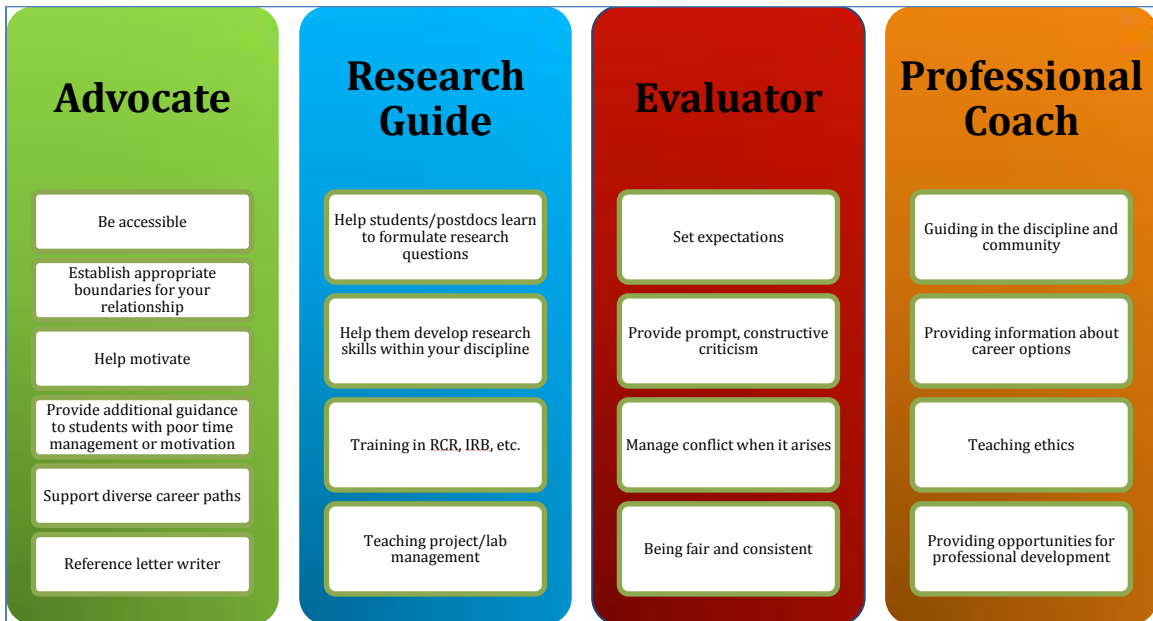 Advocate
Be accessible
Establish appropriate
boundaries for your
relationship
Help motivate
Provide additional guidance
to students with poor time
management or motivation
Support diverse career paths
Reference letter writer
Research
Guide
Help students/postdocs learn
to formulate research
questions
Help them develop research
skills within your discipline
Training in RCR, IRB, etc.
Teaching project/lab
management
Evaluator
Set expectations
Provide prompt, constructive
criticism
Manage conflict when it arises
Being fair and consistent
Professional
Coach
Guiding in the discipline and
community
Providing information about
career options
Teaching ethics
Providing opportunities for
professional development